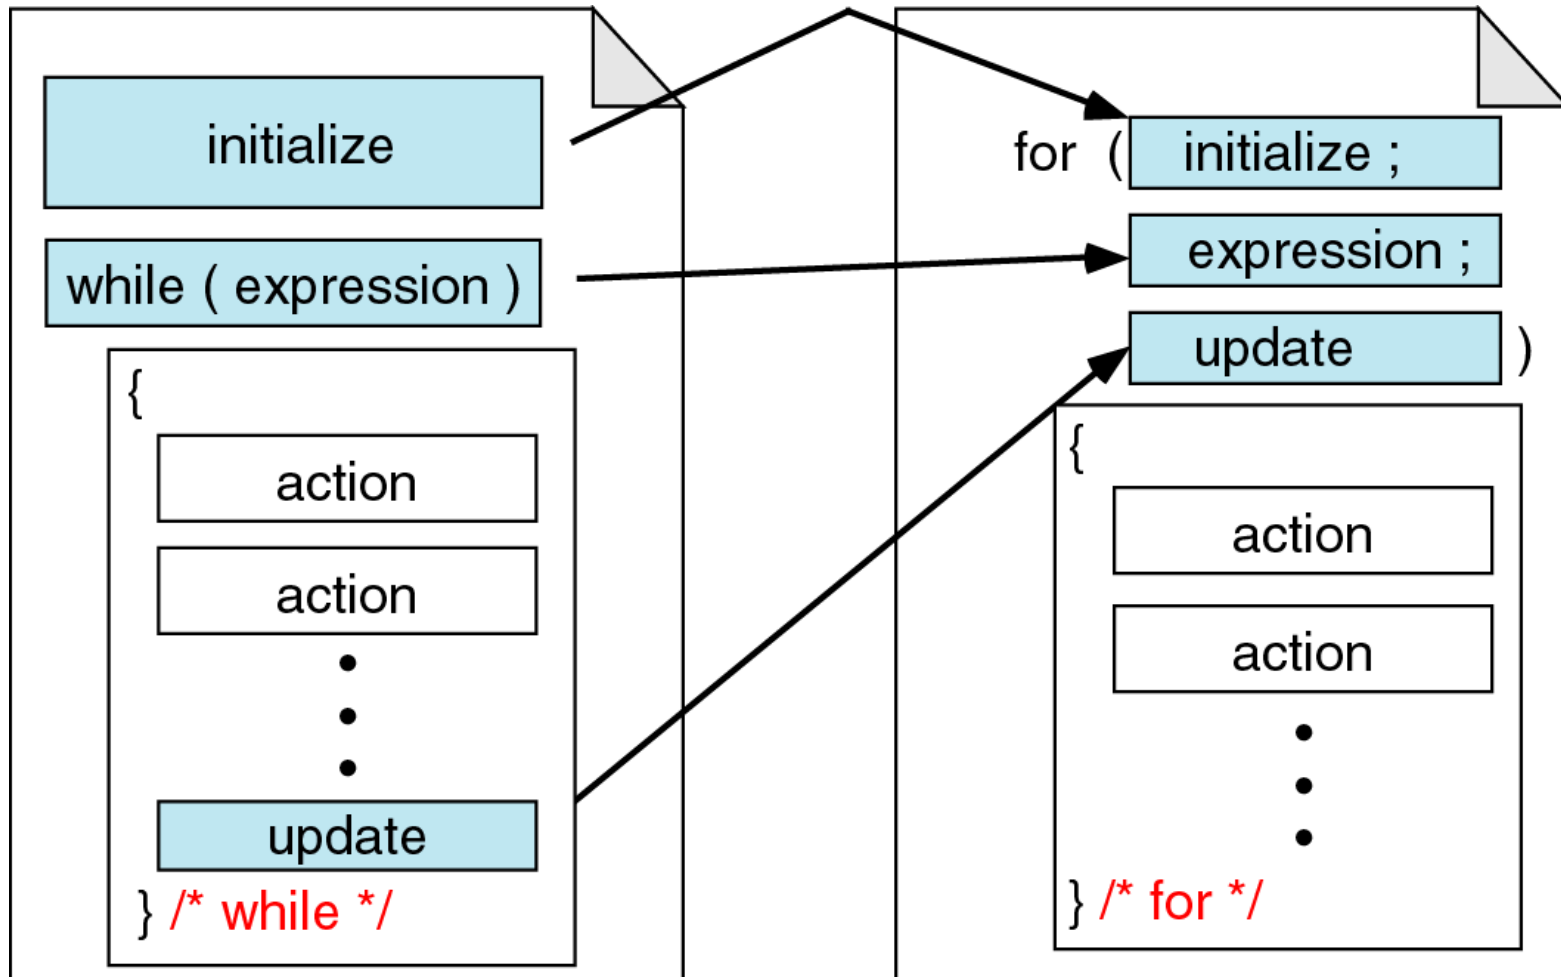 initialize
while ( expression )
{
action
action
update
} /* while */
for ( initialize ;
expression ;
update )
{
action
action
} /* for */